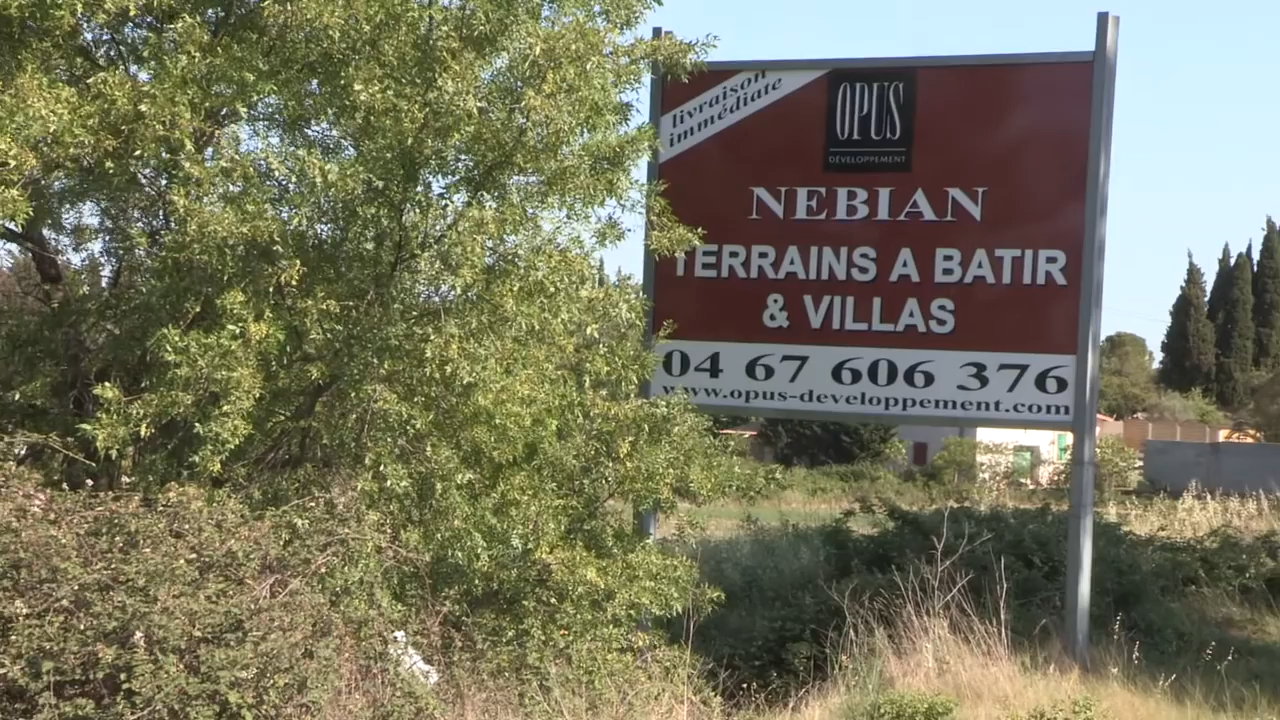 livraison
immédiate
OPUS
DÉVELOPPEMENT
NEBIAN
TERRAINS A BATIR
& VILLAS
04 67 606 376
www.opus-developpement.com